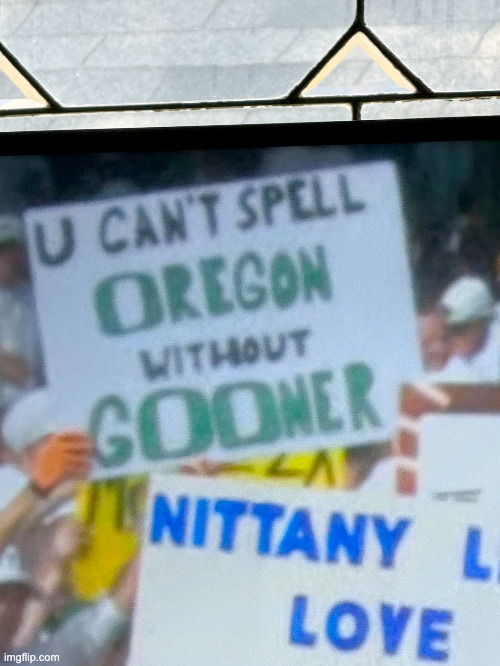 U CAN'T SPELL
OREGON
WITHOUT
GOONER
NITTANY L
LOVE
imgflip.com